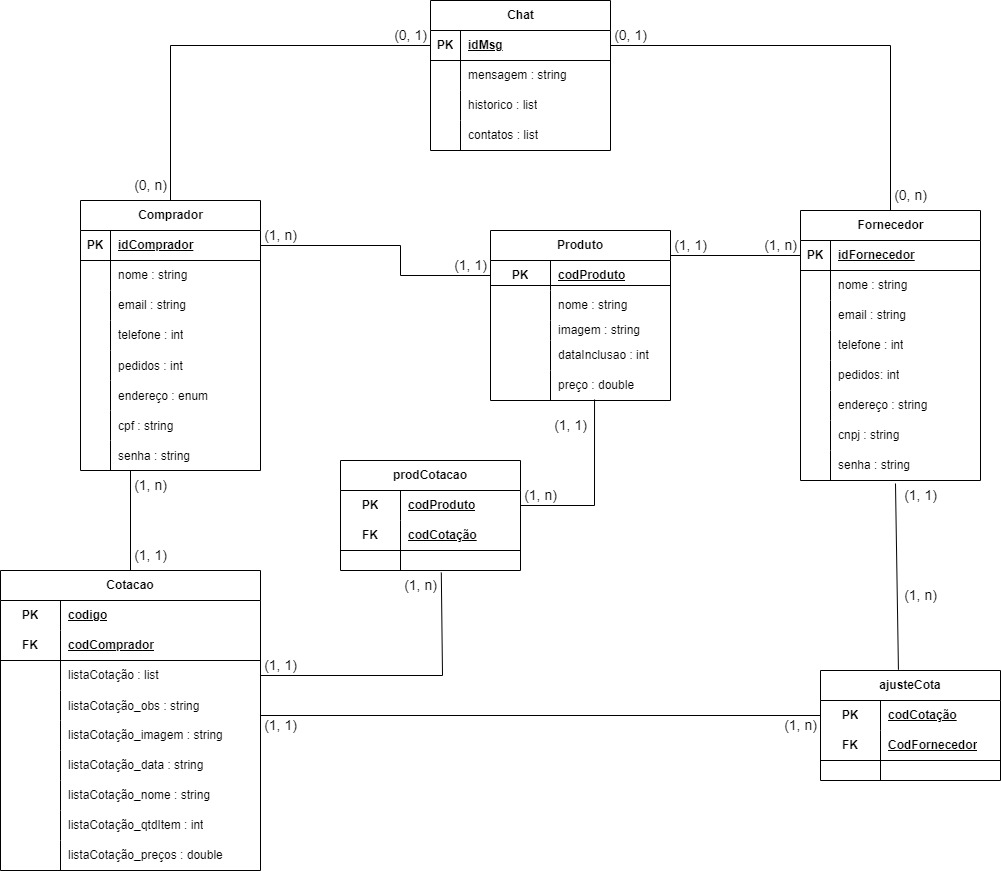 Chat
(0, 1)
PK idMsg
(0, 1)
mensagem : string
historico : list
contatos : list
(0, n)
(0, n)
Comprador
PK idComprador
nome : string
email : string
telefone : int
pedidos : int
endereço : enum
cpf : string
senha : string
(1, n)
(1, 1)
Produto
PK codProduto
nome : string
imagem : string
dataInclusao : int
preço : double
(1, 1)
(1, n)
Fornecedor
PK idFornecedor
nome : string
email : string
telefone : int
pedidos: int
endereço : string
cnpj : string
senha : string
(1, 1)
prodCotacao
PK codProduto
FK codCotação
(1, n)
(1, n)
(1, n)
(1, 1)
(1, 1)
(1, n)
Cotacao
PK codigo
FK codComprador
listaCotação : list
listaCotação_obs : string
listaCotação_imagem : string
listaCotação_data : string
listaCotação_nome : string
listaCotação_qtdItem : int
listaCotação_preços : double
(1, 1)
(1, 1)
(1, n)
ajusteCota
PK codCotação
FK CodFornecedor